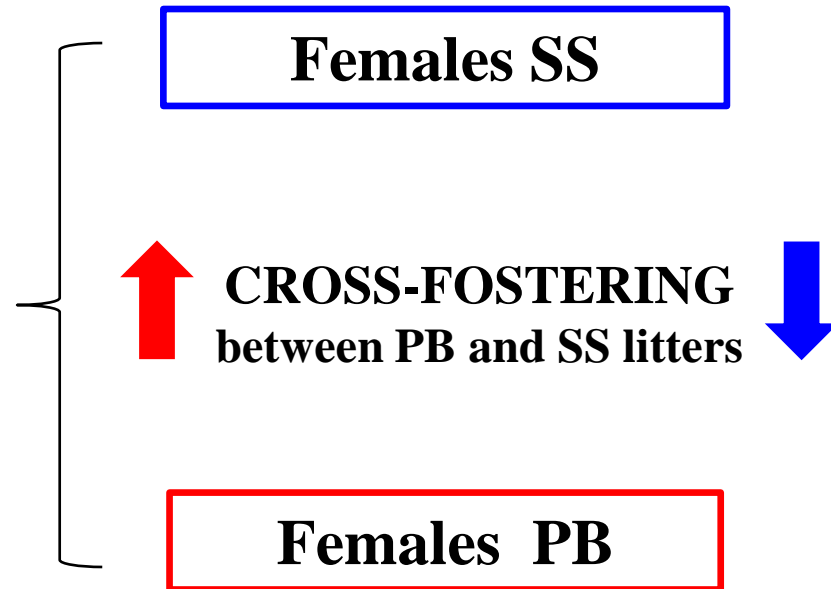 Females SS
CROSS-FOSTERING
between PB and SS litters
Females PB